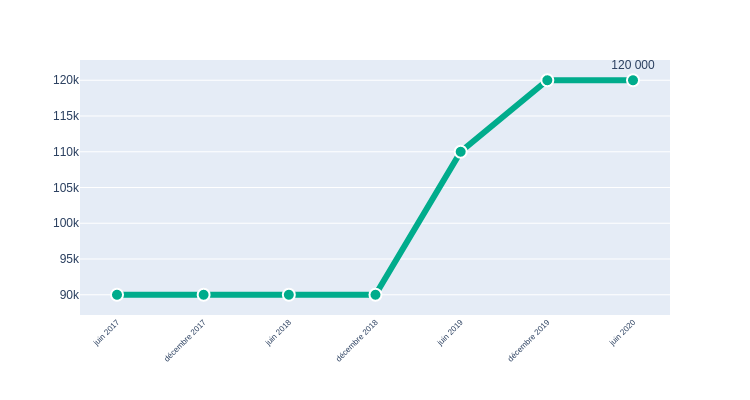 120 000
120k
115k
110k
105k
100k
95k
90k
juin 2017
décembre 2017
juin 2018
décembre 2018
juin 2019
décembre 2019
juin 2020